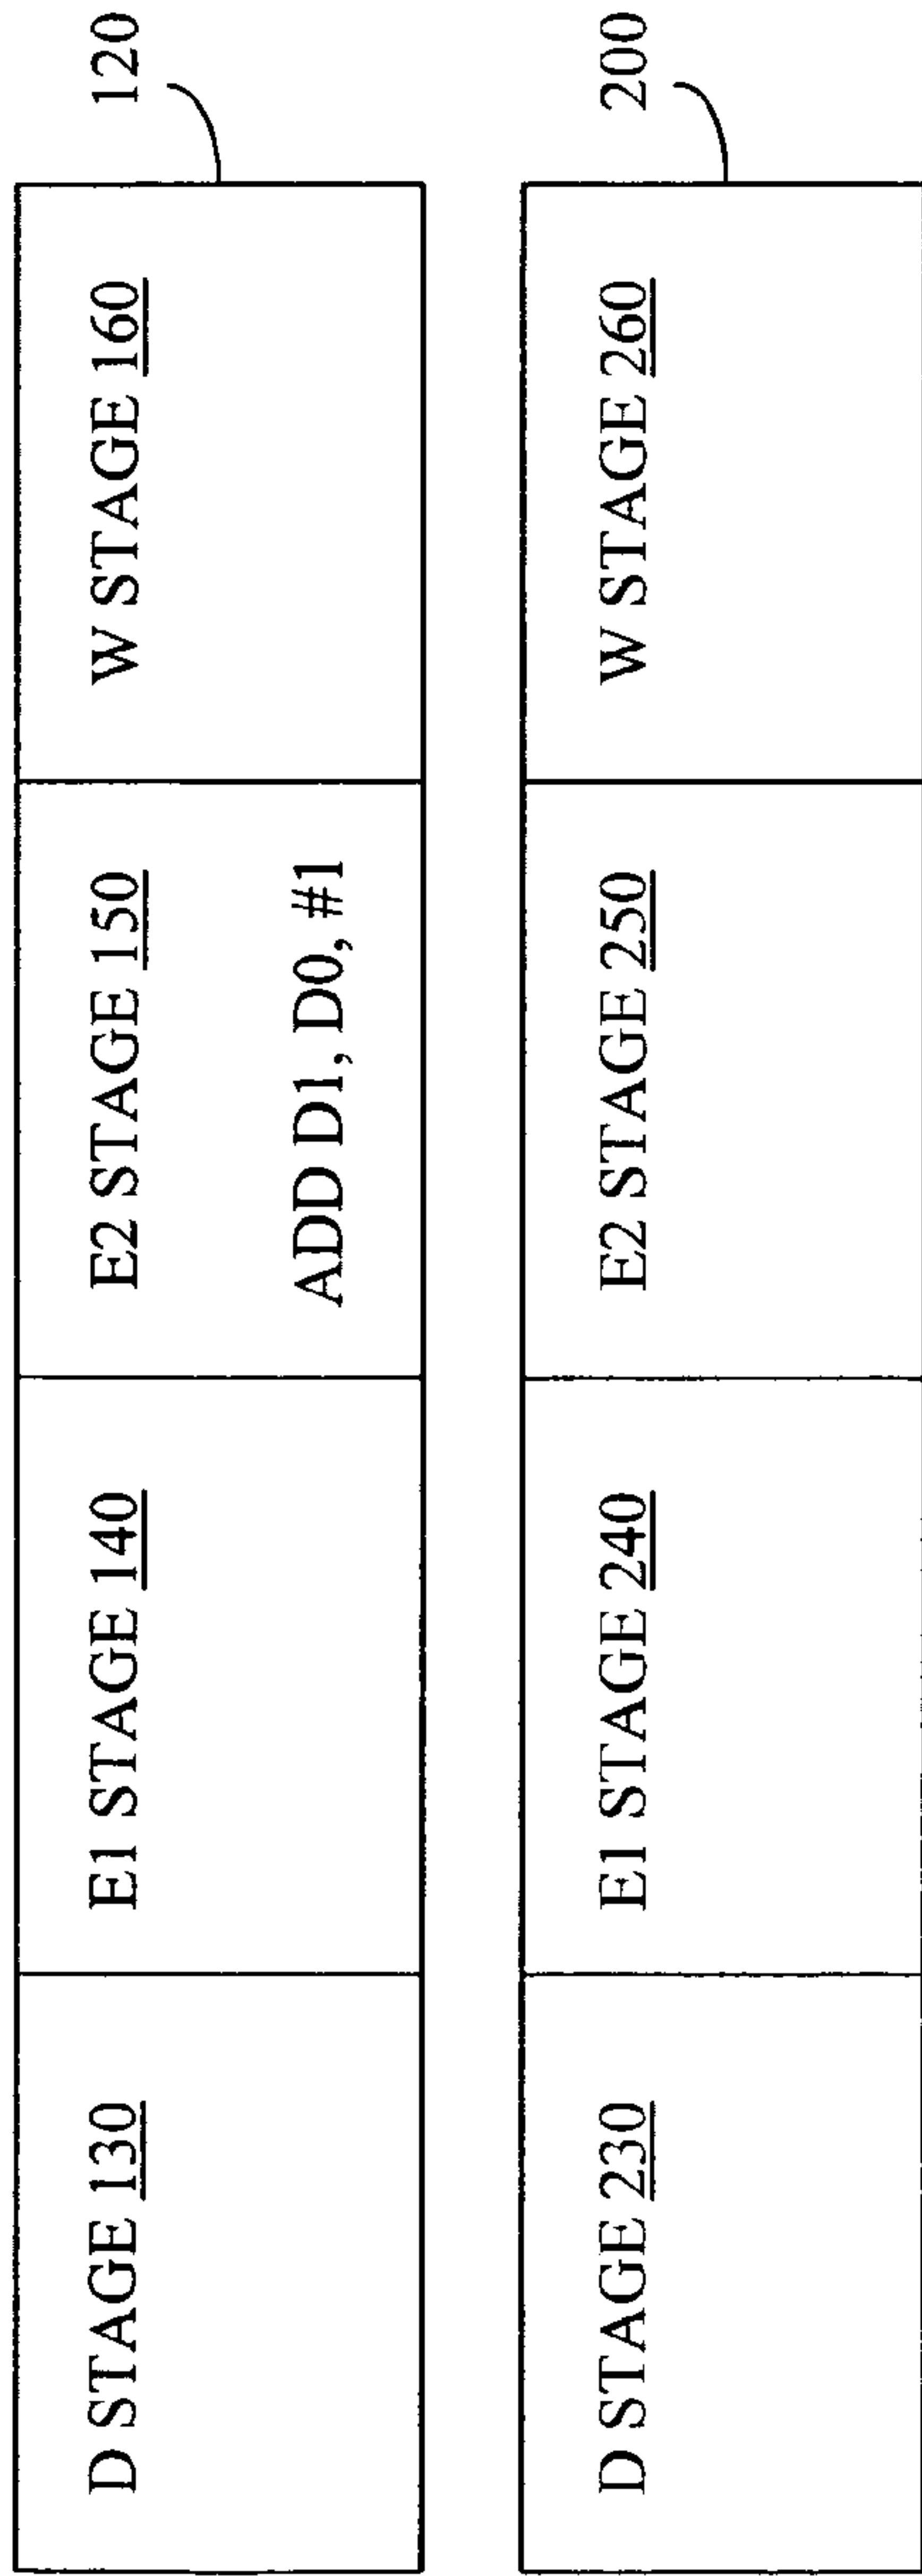 D STAGE 130
E1 STAGE 140
E2 STAGE 150
ADD D1, D0, #1
W STAGE 160
120
D STAGE 230
E1 STAGE 240
E2 STAGE 250
W STAGE 260
200